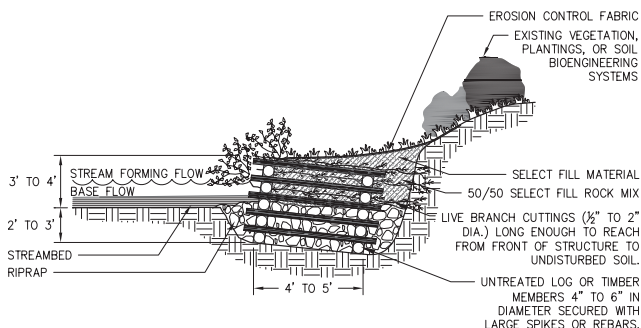 EROSION CONTROL FABRIC
EXISTING VEGETATION,
PLANTINGS, OR SOIL
BIOENGINEERING
SYSTEMS
3' TO 4'
STREAM FORMING FLOW
BASE FLOW
2' TO 3'
STREAMBED
RIPRAP
4' TO 5'
SELECT FILL MATERIAL
50/50 SELECT FILL ROCK MIX
LIVE BRANCH CUTTINGS (½" TO 2"
DIA.) LONG ENOUGH TO REACH
FROM FRONT OF STRUCTURE TO
UNDISTURBED SOIL.
UNTREATED LOG OR TIMBER
MEMBERS 4" TO 6" IN
DIAMETER SECURED WITH
LARGE SPIKES OR REBARS.